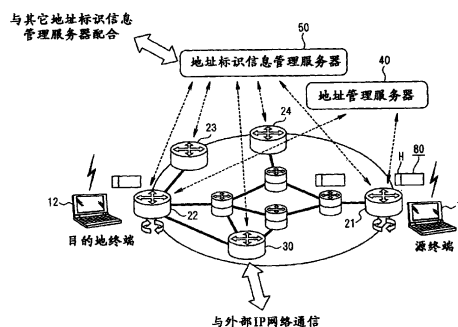 与其它地址标识信息
管理服务器配合
50
地址标识信息管理服务器
40
地址管理服务器
24
23
H
80
12
22
21
目的地终端
30
源终端
与外部IP网络通信